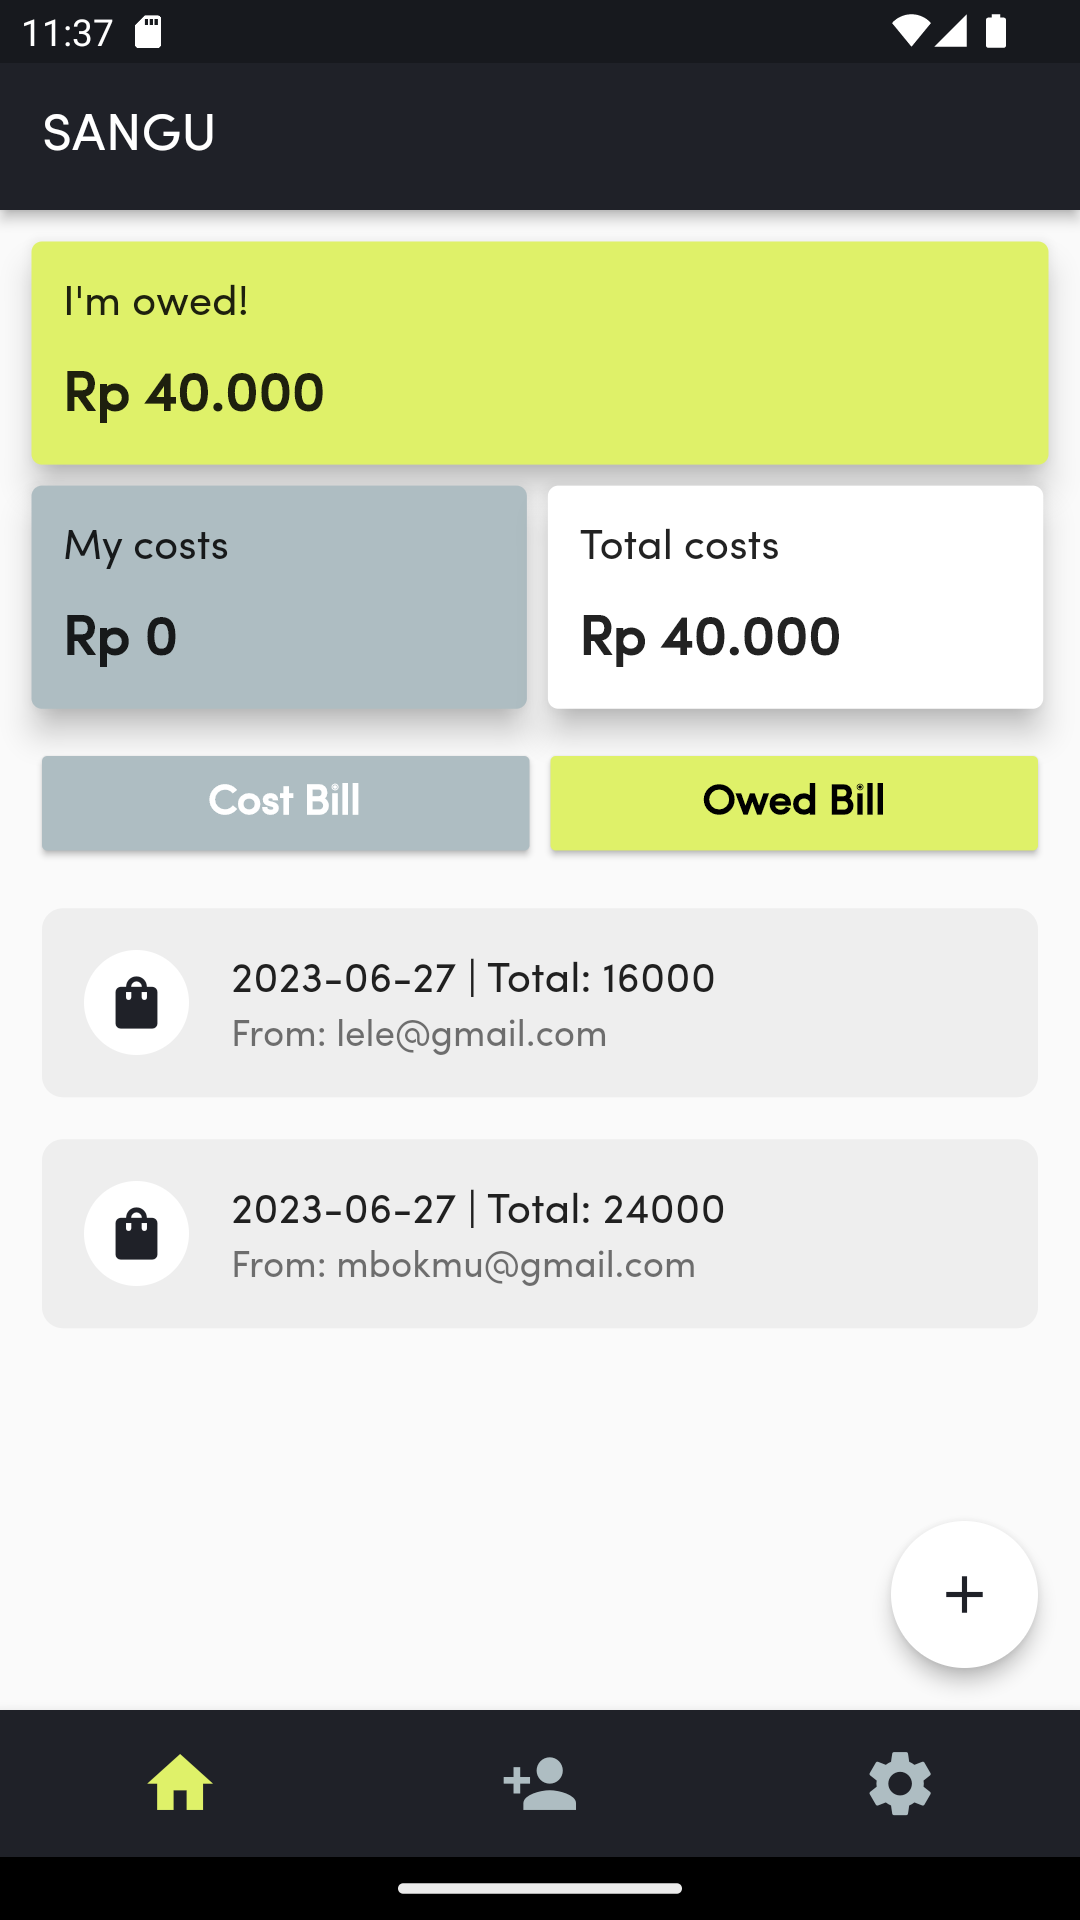 11:37
SANGU
I'm owed!
Rp 40.000
My costs
Rp 0
Total costs
Rp 40.000
Cost Bill
Owed Bill
2023-06-27 | Total: 16000
From: lele@gmail.com
2023-06-27 | Total: 24000
From: mbokmu@gmail.com